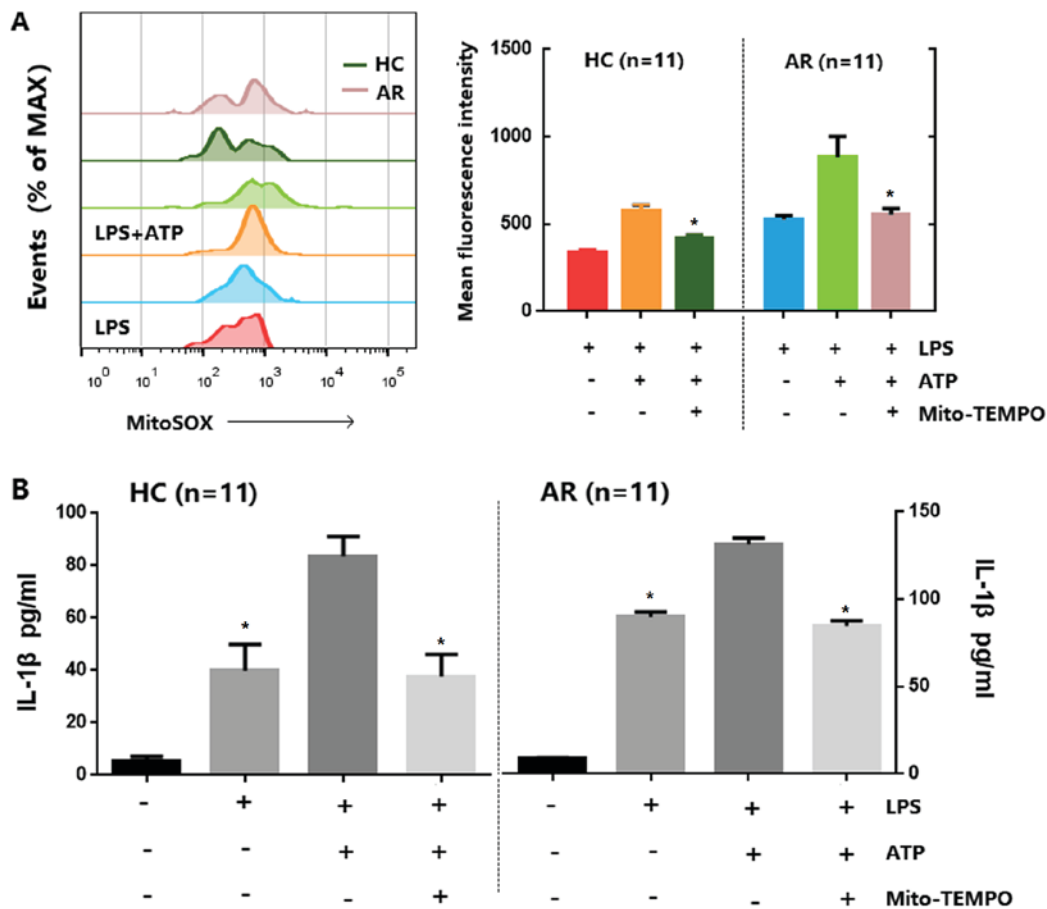 A
Events (% of MAX)
HC
AR
LPS+ATP
LPS
10^0 10^1 10^2 10^3 10^4 10^5
MitoSOX
Mean fluorescence intensity
1500
1000
500
0
HC (n=11)
AR (n=11)
*
*
+ + + + + + LPS
- + + - + + ATP
- - + - - + Mito-TEMPO
B
HC (n=11)
IL-1β pg/ml
100
80
60
40
20
0
*
*
AR (n=11)
*
*
150
100
50
0
IL-1β pg/ml
- + + + - + + + LPS
- - + + - - + + ATP
- - - + - - - + Mito-TEMPO